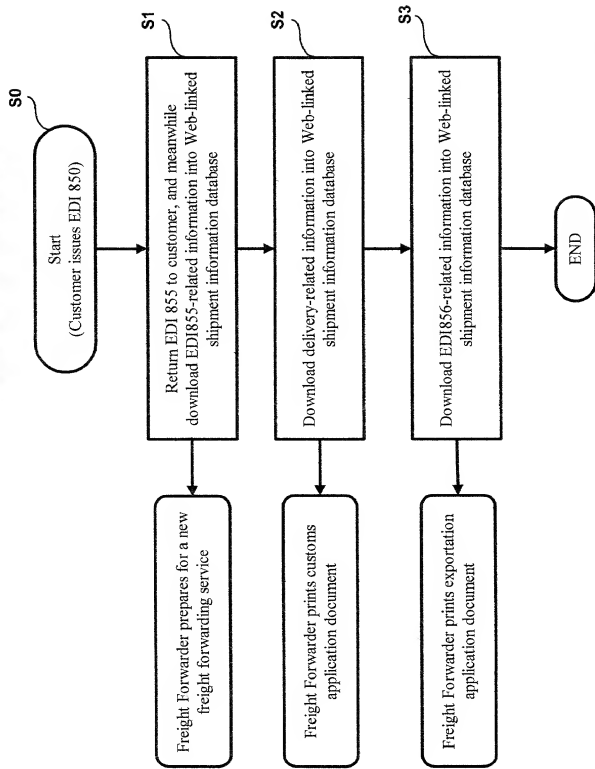 S0
Start
(Customer issues EDI 850)
S1
Return EDI 855 to customer, and meanwhile
download EDI855-related information into Web-linked
shipment information database
Freight Forwarder prepares for a new
freight forwarding service
S2
Download delivery-related information into Web-linked
shipment information database
Freight Forwarder prints customs
application document
S3
Download EDI856-related information into Web-linked
shipment information database
Freight Forwarder prints exportation
application document
END